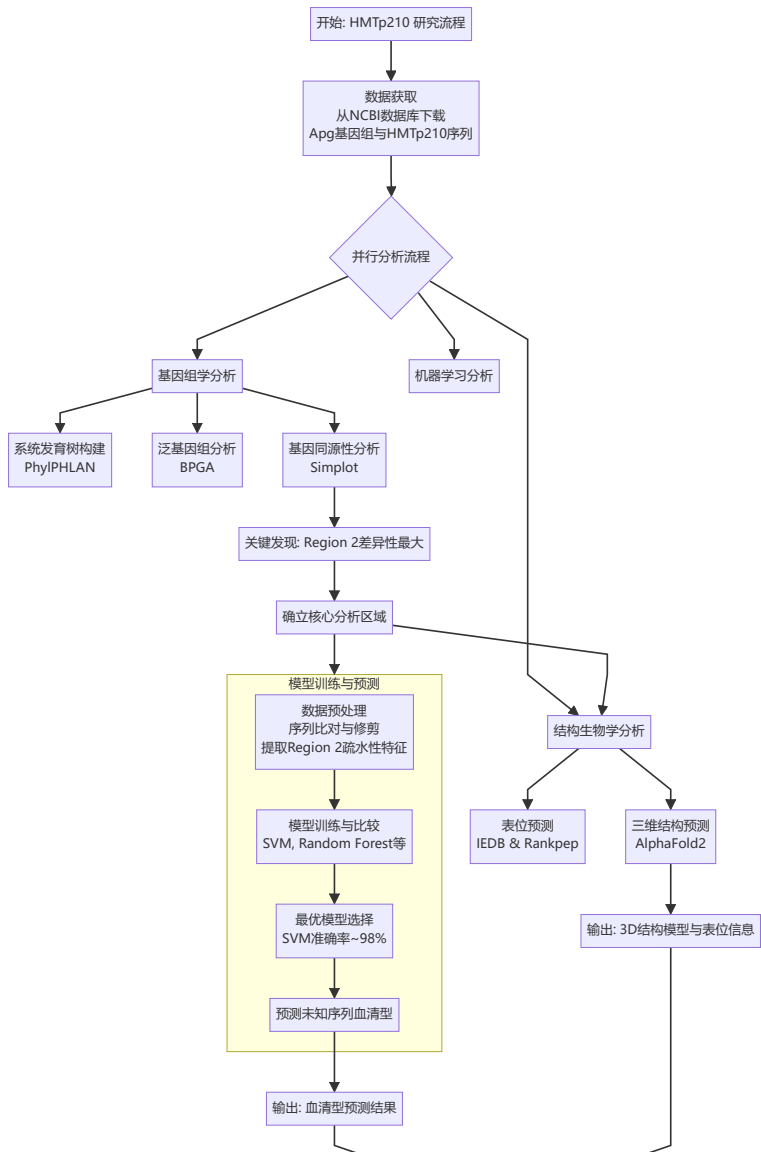 开始: HMTp210 研究流程
数据获取
从NCBI数据库下载
Apg基因组与HMTp210序列
并行分析流程
基因组学分析
机器学习分析
系统发育树构建
PhylPHLAN
泛基因组分析
BPGA
基因同源性分析
Simplot
关键发现: Region 2差异性最大
确立核心分析区域
模型训练与预测
数据预处理
序列比对与修剪
提取Region 2疏水性特征
结构生物学分析
模型训练与比较
SVM, Random Forest等
表位预测
IEDB & Rankpep
三维结构预测
AlphaFold2
最优模型选择
SVM准确率~98%
输出: 3D结构模型与表位信息
预测未知序列血清型
输出: 血清型预测结果